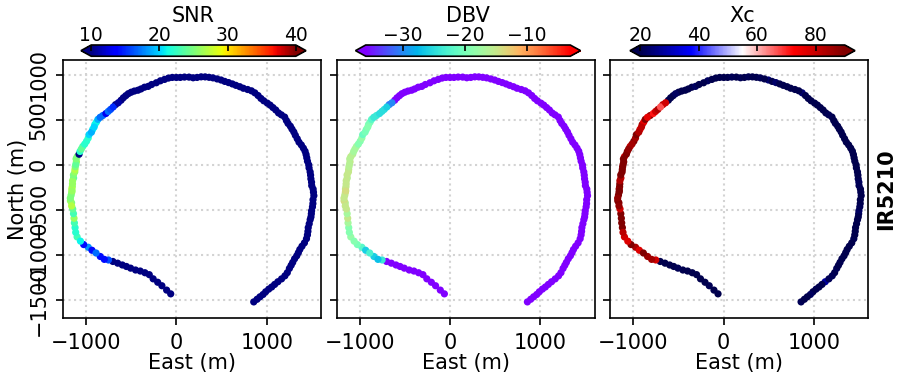 SNR DBV Xc
10 20 30 40 −30 −20 −10 20 40 60 80
North (m)
1000
500
0
−500
−1000
−1500
IR5210
−1000 0 1000 −1000 0 1000 −1000 0 1000
East (m) East (m) East (m)